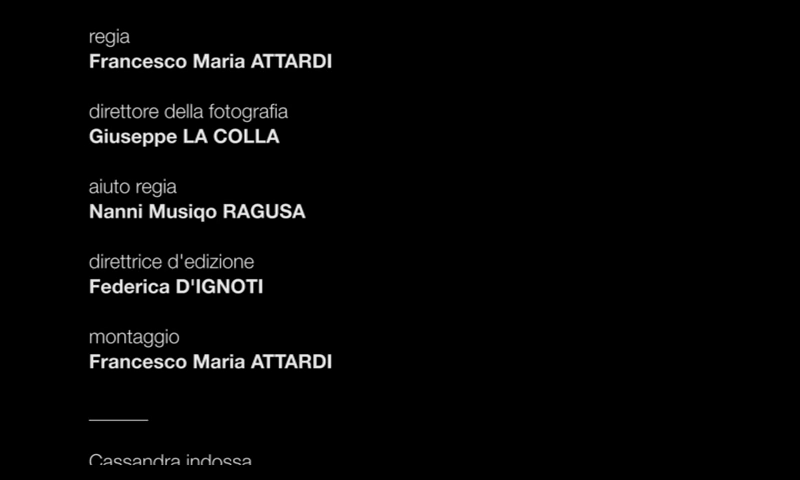 regia
Francesco Maria ATTARDI
direttore della fotografia
Giuseppe LA COLLA
aiuto regia
Nanni Musiqo RAGUSA
direttrice d'edizione
Federica D'IGNOTI
montaggio
Francesco Maria ATTARDI
Cassandra indossa